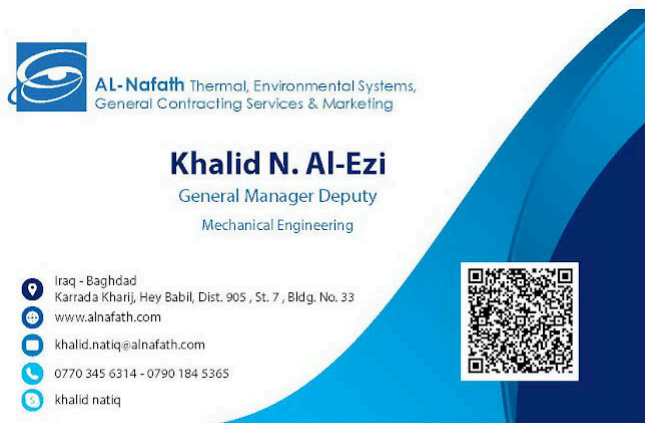 AL-Nafath Thermal, Environmental Systems,
General Contracting Services & Marketing
Khalid N. Al-Ezi
General Manager Deputy
Mechanical Engineering
Iraq - Baghdad
Karrada Kharij, Hey Babil, Dist. 905 , St. 7 , Bldg. No. 33
www.alnafath.com
khalid.natiq@alnafath.com
0770 345 6314 - 0790 184 5365
khalid natiq